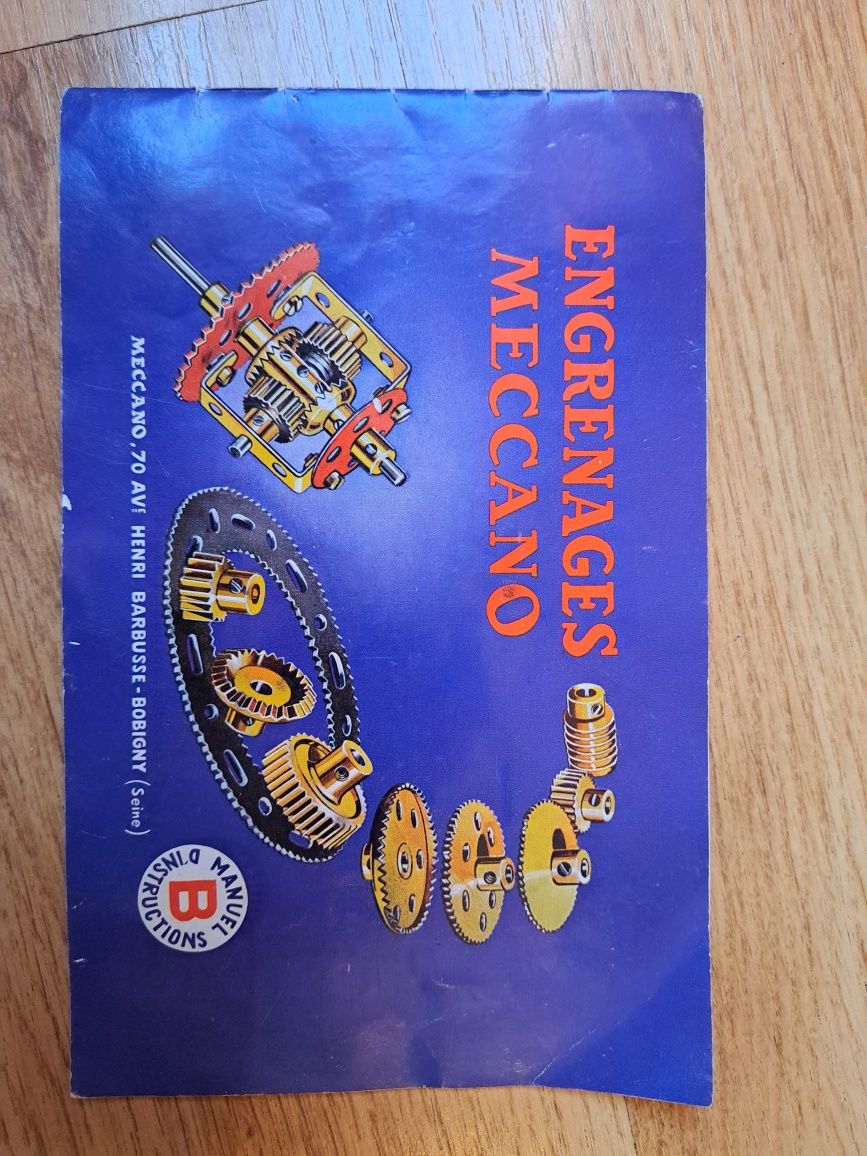 ENGRENAGES
MECCANO
MECCANO, 70 AVE HENRI BARBUSSE - BOBIGNY (Seine)
MANUEL D'INSTRUCTIONS
B